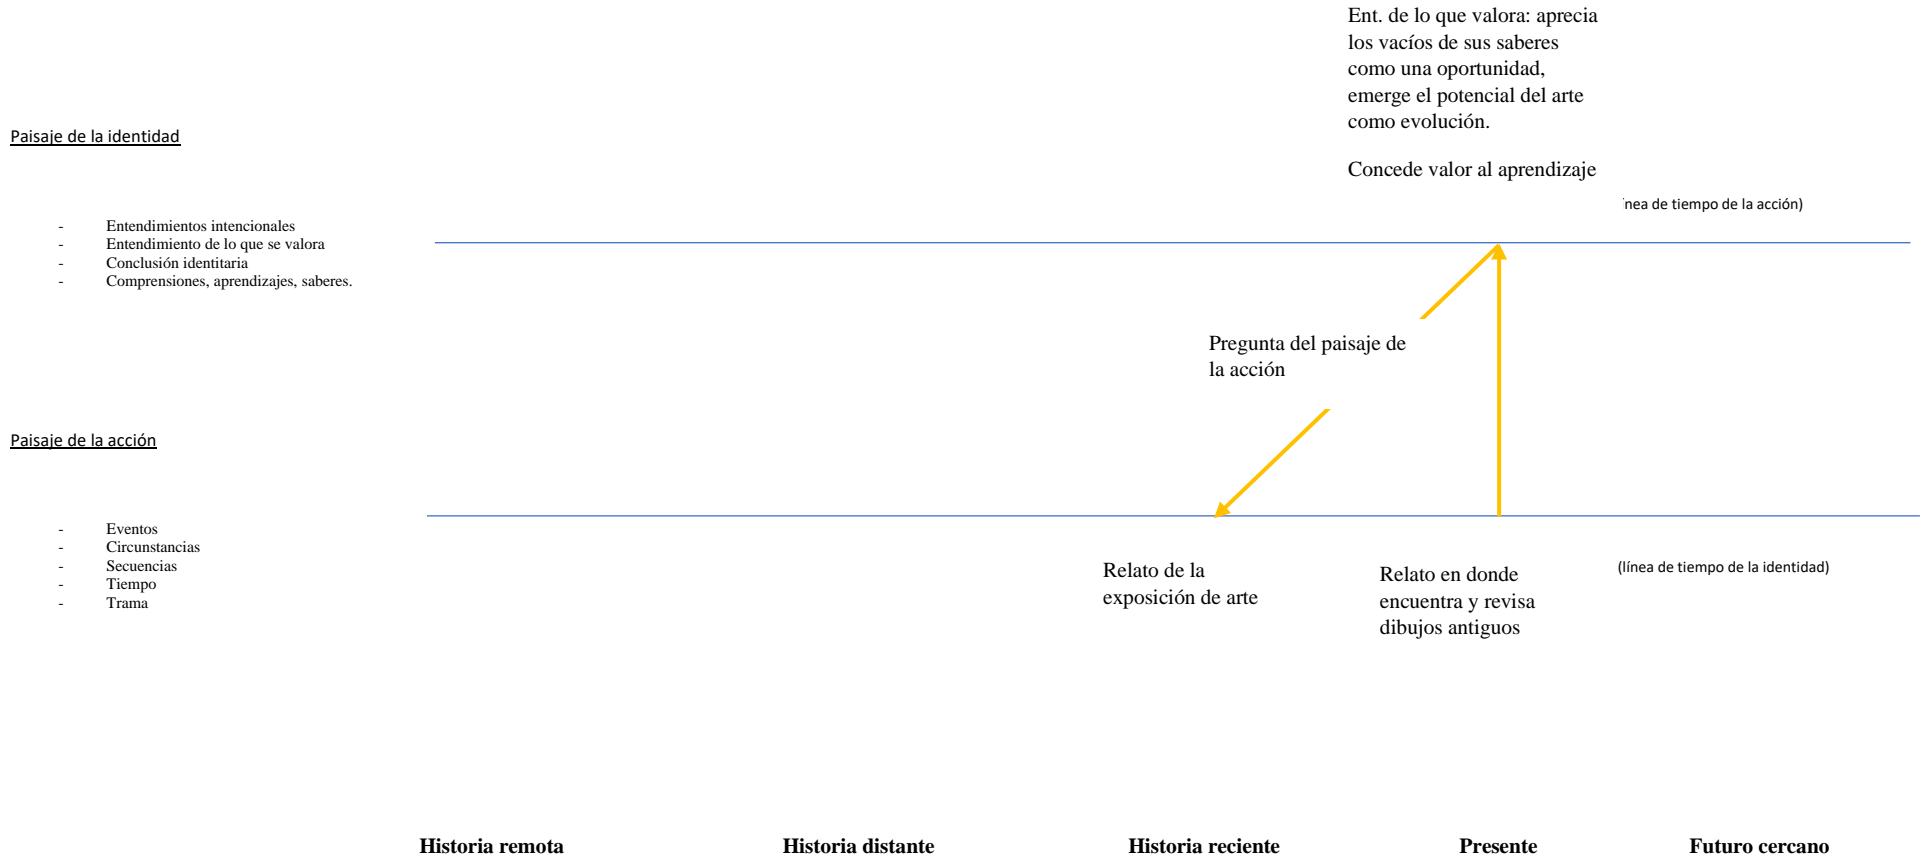 Ent. de lo que valora: aprecia
los vacíos de sus saberes
como una oportunidad,
emerge el potencial del arte
como evolución.
Concede valor al aprendizaje
Paisaje de la identidad
nea de tiempo de la acción)
- Entendimientos intencionales
- Entendimiento de lo que se valora
- Conclusión identitaria
- Comprensiones, aprendizajes, saberes.
Pregunta del paisaje de
la acción
Paisaje de la acción
- Eventos
- Circunstancias
- Secuencias
- Tiempo
- Trama
Relato de la
exposición de arte
Relato en donde
encuentra y revisa
dibujos antiguos
(línea de tiempo de la identidad)
Historia remota Historia distante Historia reciente Presente Futuro cercano